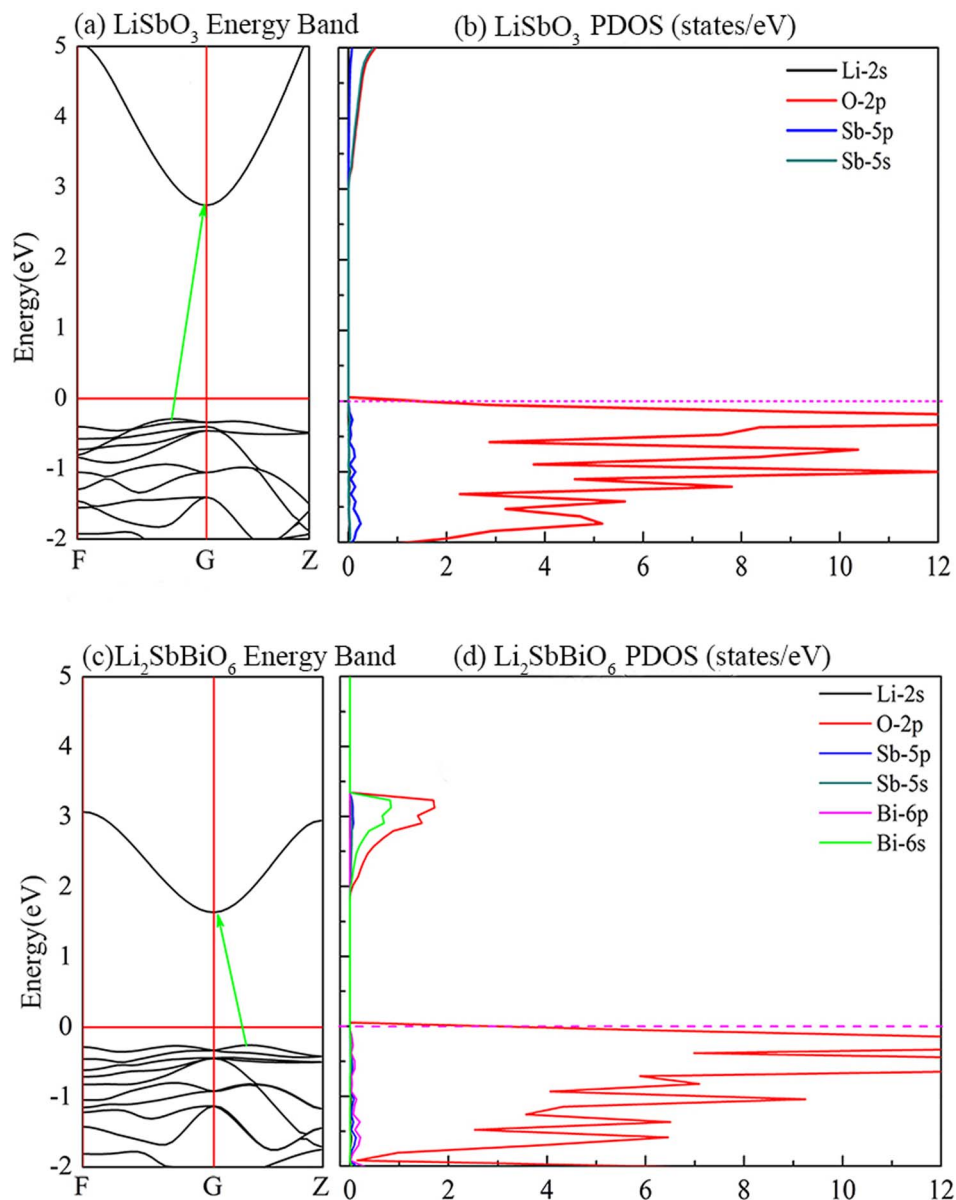 (a) LiSbO₃ Energy Band
(b) LiSbO₃ PDOS (states/eV)
5
4
3
2
1
0
-1
-2
Energy(eV)
F G Z
Li-2s
O-2p
Sb-5p
Sb-5s
0 2 4 6 8 10 12
(c)Li₂SbBiO₆ Energy Band
(d) Li₂SbBiO₆ PDOS (states/eV)
5
4
3
2
1
0
-1
-2
Energy(eV)
F G Z
Li-2s
O-2p
Sb-5p
Sb-5s
Bi-6p
Bi-6s
0 2 4 6 8 10 12